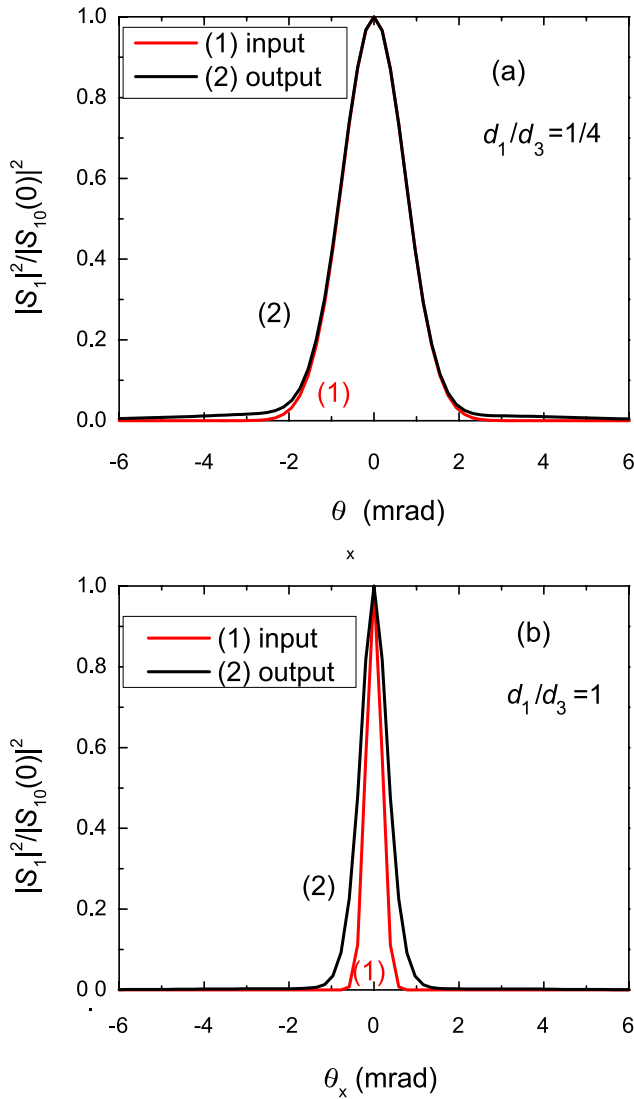 1.0
(1) input
(2) output
(a)
0.8
d₁/d₃=1/4
0.6
|S₁|²/|S₁₀(0)|²
0.4
(2)
0.2
(1)
0.0
-6 -4 -2 0 2 4 6
θ (mrad)
x
1.0
(1) input
(2) output
(b)
0.8
d₁/d₃=1
0.6
|S₁|²/|S₁₀(0)|²
0.4
(2)
0.2
(1)
0 0
.
-6 -4 -2 0 2 4 6
θₓ (mrad)